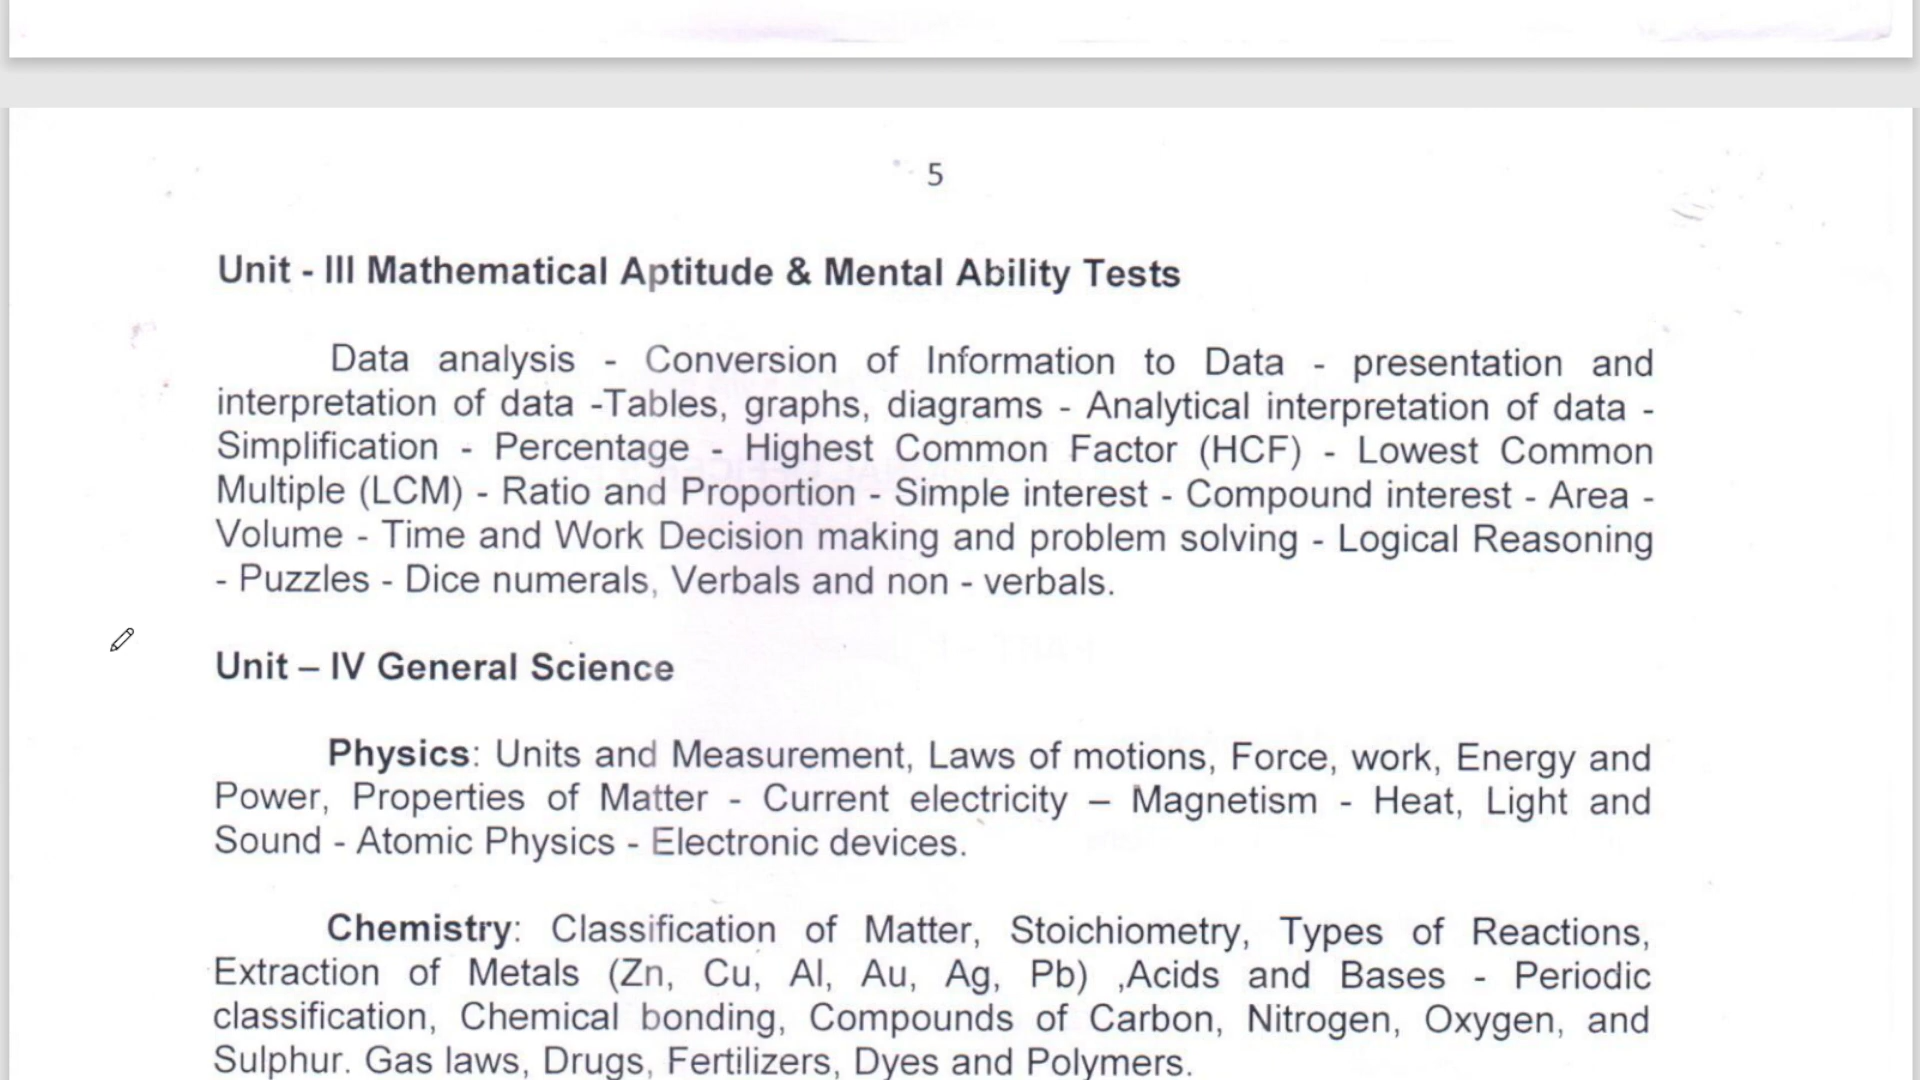 5
Unit - III Mathematical Aptitude & Mental Ability Tests
Data analysis - Conversion of Information to Data - presentation and
interpretation of data -Tables, graphs, diagrams - Analytical interpretation of data -
Simplification - Percentage - Highest Common Factor (HCF) - Lowest Common
Multiple (LCM) - Ratio and Proportion - Simple interest - Compound interest - Area -
Volume - Time and Work Decision making and problem solving - Logical Reasoning
- Puzzles - Dice numerals, Verbals and non - verbals.
Unit – IV General Science
Physics: Units and Measurement, Laws of motions, Force, work, Energy and
Power, Properties of Matter - Current electricity – Magnetism - Heat, Light and
Sound - Atomic Physics - Electronic devices.
Chemistry: Classification of Matter, Stoichiometry, Types of Reactions,
Extraction of Metals (Zn, Cu, Al, Au, Ag, Pb) ,Acids and Bases - Periodic
classification, Chemical bonding, Compounds of Carbon, Nitrogen, Oxygen, and
Sulphur. Gas laws, Drugs, Fertilizers, Dyes and Polymers.